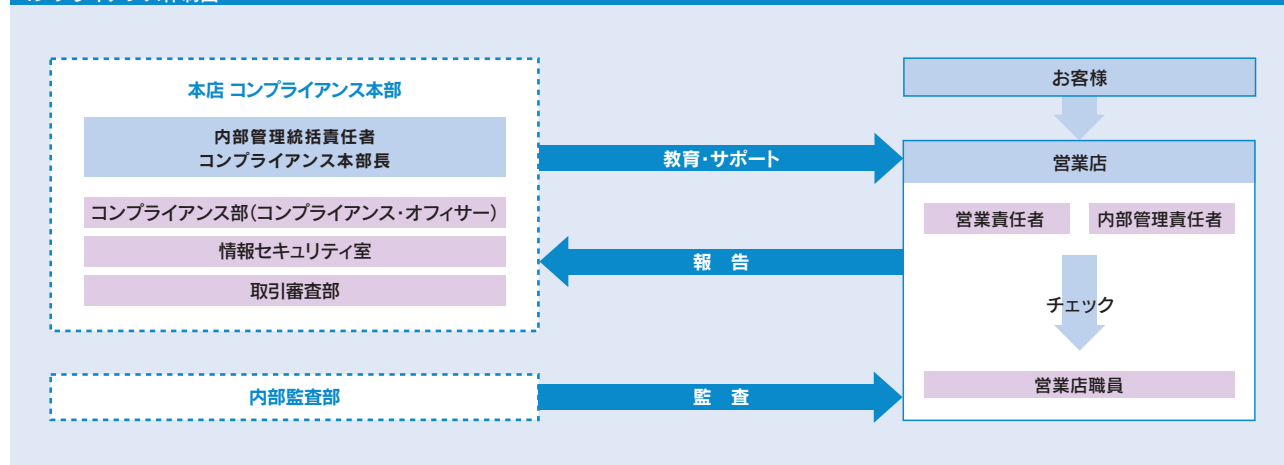 本店 コンプライアンス本部
内部管理統括責任者
コンプライアンス本部長
コンプライアンス部(コンプライアンス・オフィサー)
情報セキュリティ室
取引審査部
内部監査部
教育・サポート
報 告
監 査
お客様
営業店
営業責任者 内部管理責任者
チェック
営業店職員